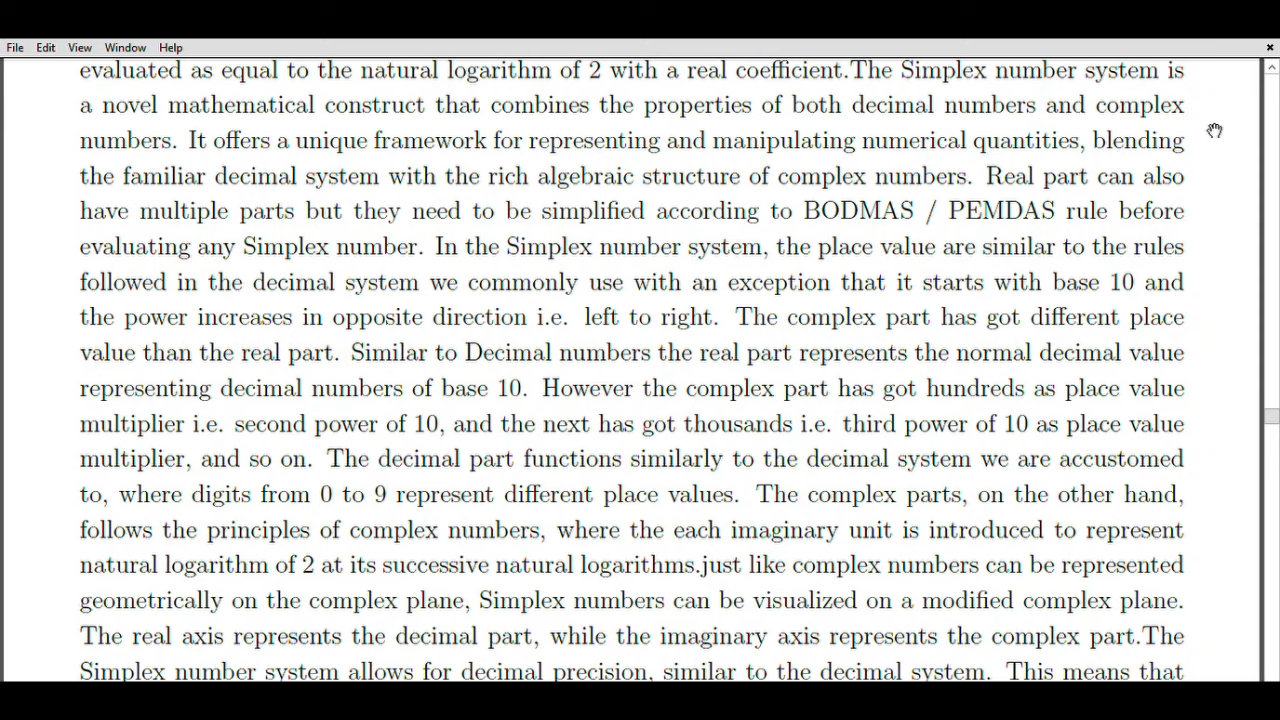 File Edit View Window Help
evaluated as equal to the natural logarithm of 2 with a real coefficient.The Simplex number system is
a novel mathematical construct that combines the properties of both decimal numbers and complex
numbers. It offers a unique framework for representing and manipulating numerical quantities, blending
the familiar decimal system with the rich algebraic structure of complex numbers. Real part can also
have multiple parts but they need to be simplified according to BODMAS / PEMDAS rule before
evaluating any Simplex number. In the Simplex number system, the place value are similar to the rules
followed in the decimal system we commonly use with an exception that it starts with base 10 and
the power increases in opposite direction i.e. left to right. The complex part has got different place
value than the real part. Similar to Decimal numbers the real part represents the normal decimal value
representing decimal numbers of base 10. However the complex part has got hundreds as place value
multiplier i.e. second power of 10, and the next has got thousands i.e. third power of 10 as place value
multiplier, and so on. The decimal part functions similarly to the decimal system we are accustomed
to, where digits from 0 to 9 represent different place values. The complex parts, on the other hand,
follows the principles of complex numbers, where the each imaginary unit is introduced to represent
natural logarithm of 2 at its successive natural logarithms.just like complex numbers can be represented
geometrically on the complex plane, Simplex numbers can be visualized on a modified complex plane.
The real axis represents the decimal part, while the imaginary axis represents the complex part.The
Simplex number system allows for decimal precision, similar to the decimal system. This means that